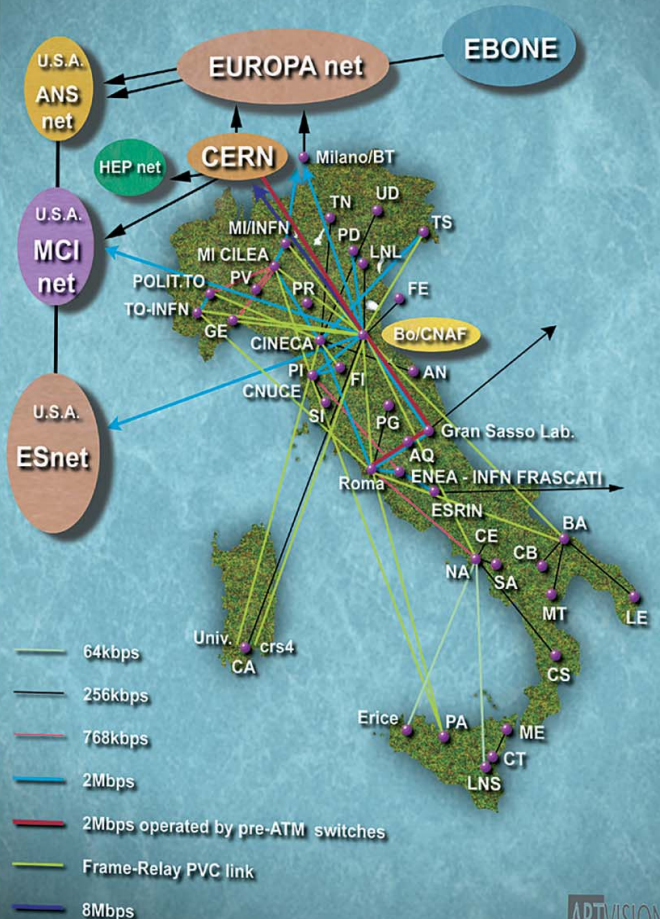 U.S.A.
ANS
net
EUROPA net
EBONE
HEP net
CERN
Milano/BT
U.S.A.
MCI
net
TN
UD
MI/INFN
PD
TS
MI CILEA
LNL
PV
POLIT.TO
PR
FE
TO-INFN
GE
CINECA
Bo/CNAF
PI
FI
AN
CNUCE
U.S.A.
ESnet
SI
PG
Gran Sasso Lab.
AQ
Roma
ENEA - INFN FRASCATI
ESRIN
CE
BA
NA
CB
SA
MT
LE
Univ.
crs4
CA
CS
Erice
PA
ME
CT
LNS
64kbps
256kbps
768kbps
2Mbps
2Mbps operated by pre-ATM switches
Frame-Relay PVC link
8Mbps